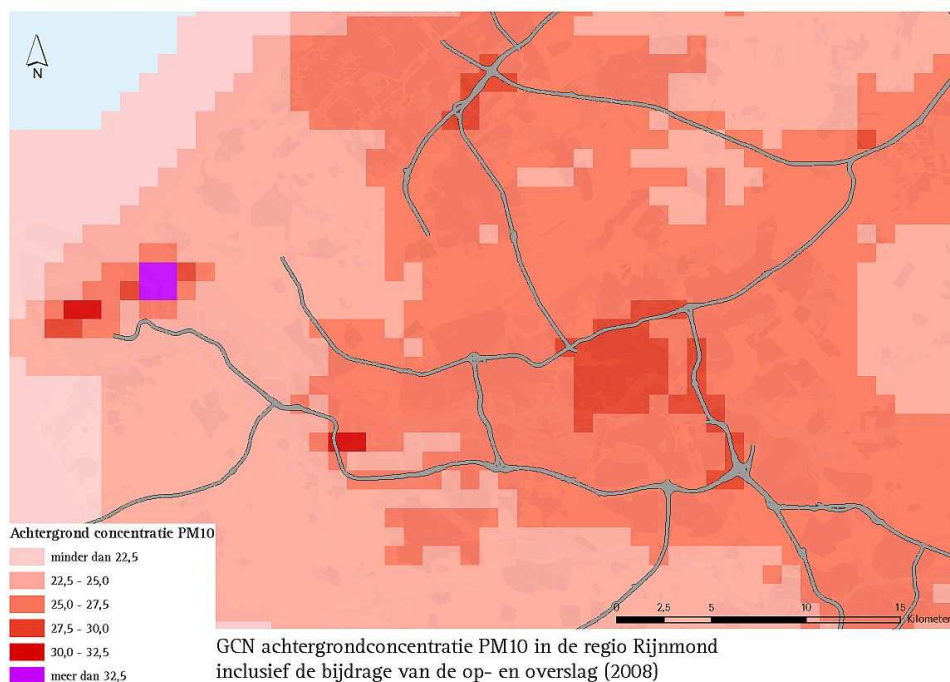 N
Achtergrond concentratie PM10
minder dan 22,5
22,5 - 25,0
25,0 - 27,5
27,5 - 30,0
30,0 - 32,5
meer dan 32,5
0 2,5 5 10 15
Kilometer
GCN achtergrondconcentratie PM10 in de regio Rijnmond
inclusief de bijdrage van de op- en overslag (2008)